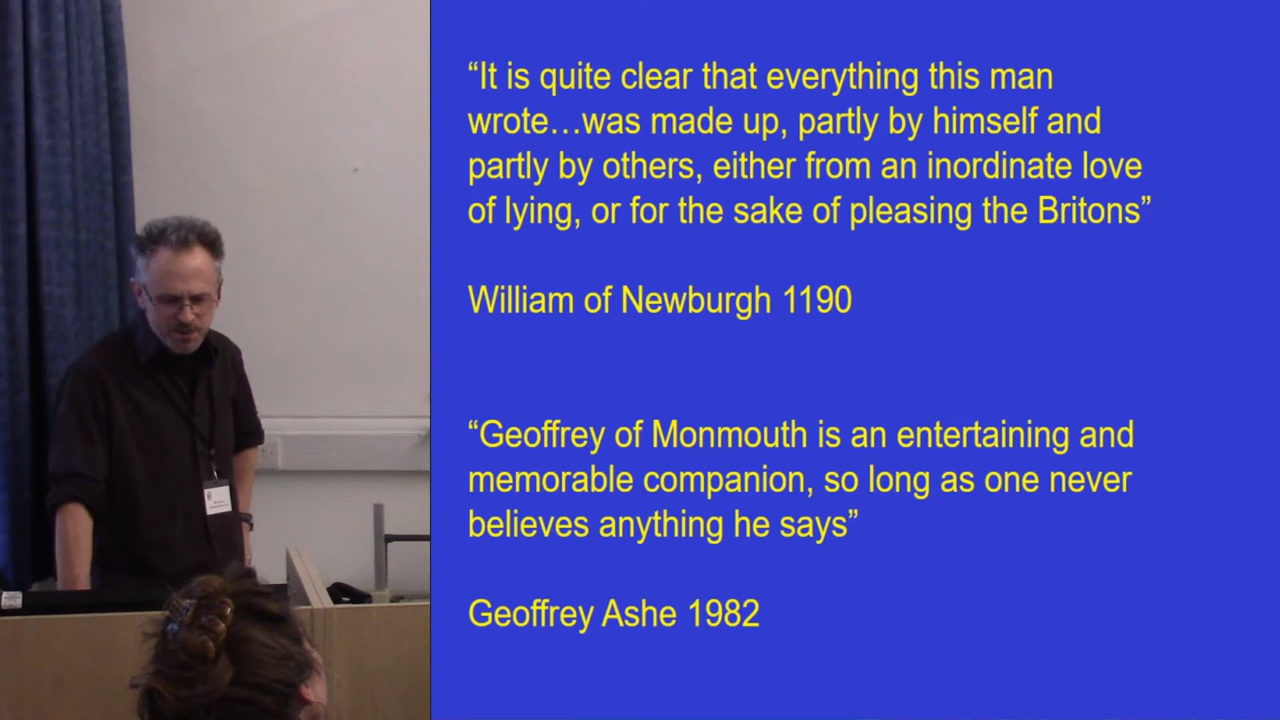 “It is quite clear that everything this man
wrote…was made up, partly by himself and
partly by others, either from an inordinate love
of lying, or for the sake of pleasing the Britons”
William of Newburgh 1190
“Geoffrey of Monmouth is an entertaining and
memorable companion, so long as one never
believes anything he says”
Geoffrey Ashe 1982